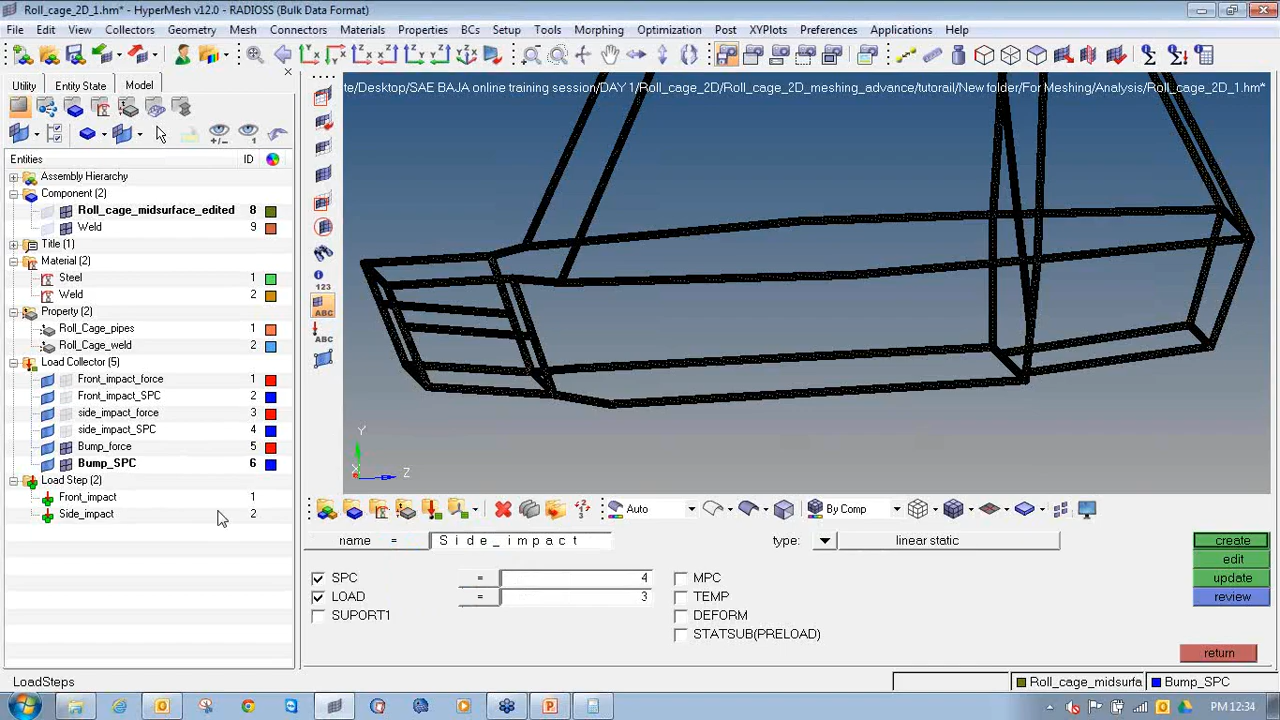 Roll_cage_2D_1.hm* - HyperMesh v12.0 - RADIOSS (Bulk Data Format)
File Edit View Collectors Geometry Mesh Connectors Materials Properties BCs Setup Tools Morphing Optimization Post XYPlots Preferences Applications Help
Utility Entity State Model
te/Desktop/SAE BAJA online training session/DAY 1/Roll_cage_2D/Roll_cage_2D_meshing_advance/tutorail/New folder/For Meshing/Analysis/Roll_cage_2D_1.hm*
Entities ID
Assembly Hierarchy
Component (2)
Roll_cage_midsurface_edited 8
Weld 9
Title (1)
Material (2)
Steel 1
Weld 2
Property (2)
Roll_Cage_pipes 1
Roll_Cage_weld 2
Load Collector (5)
Front_impact_force 1
Front_impact_SPC 2
side_impact_force 3
side_impact_SPC 4
Bump_force 5
Bump_SPC 6
Load Step (2)
Front_impact 1
Side_impact 2
123
ABC
ABC
Y
X
Z
Auto By Comp
name = Side_impact type: linear static create
edit
SPC = 4 MPC update
LOAD = 3 TEMP review
SUPORT1 DEFORM
STATSUB(PRELOAD)
return
LoadSteps Roll_cage_midsurfa Bump_SPC
PM 12:34